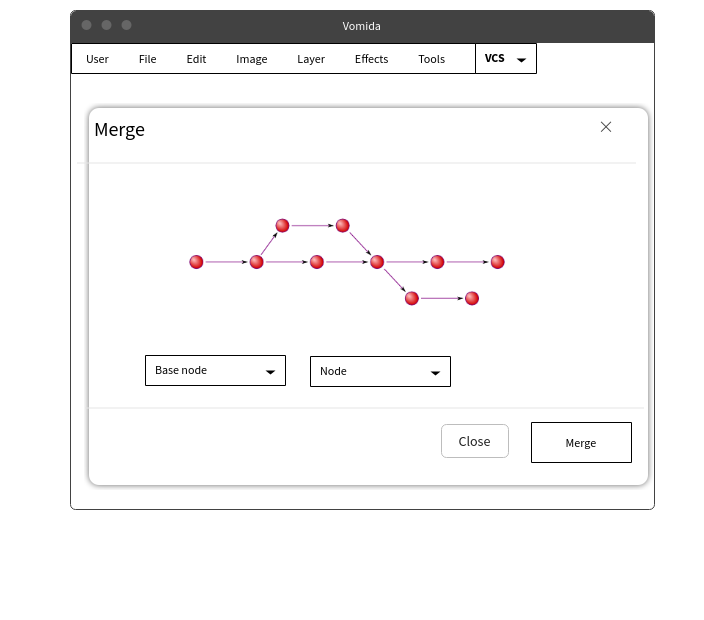 Vomida
User File Edit Image Layer Effects Tools VCS
Merge
Base node Node
Close Merge